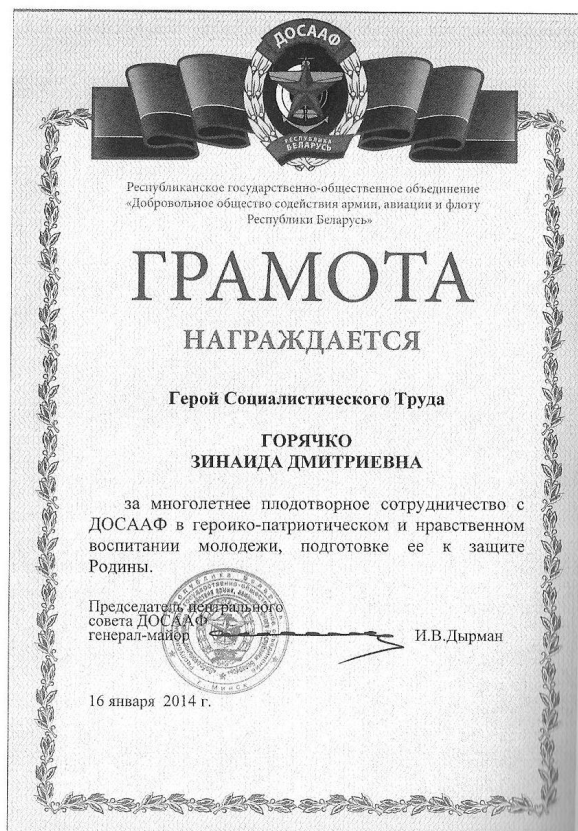 ДОСААФ
РЕСПУБЛИКА
БЕЛАРУСЬ
Республиканское государственно-общественное объединение
«Добровольное общество содействия армии, авиации и флоту
Республики Беларусь»
ГРАМОТА
НАГРАЖДАЕТСЯ
Герой Социалистического Труда
ГОРЯЧКО
ЗИНАИДА ДМИТРИЕВНА
за многолетнее плодотворное сотрудничество с
ДОСААФ в героико-патриотическом и нравственном
воспитании молодежи, подготовке ее к защите
Родины.
Председатель центрального
совета ДОСААФ
генерал-майор И.В.Дырман
г. Минск
16 января 2014 г.